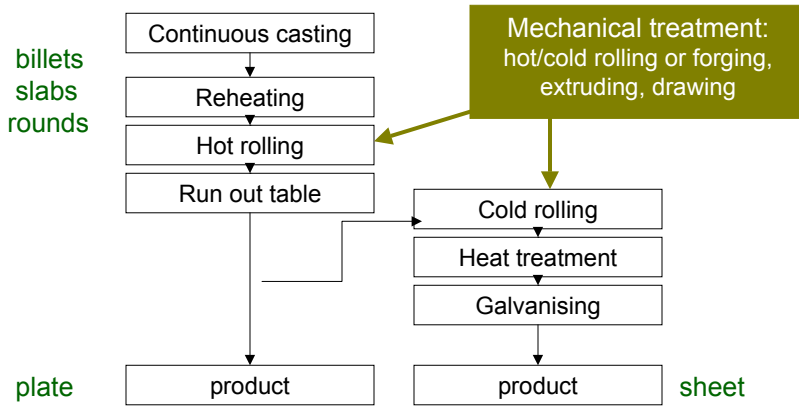 Continuous casting
billets
slabs
rounds
Reheating
Hot rolling
Run out table
Mechanical treatment:
hot/cold rolling or forging,
extruding, drawing
Cold rolling
Heat treatment
Galvanising
plate
product
product
sheet